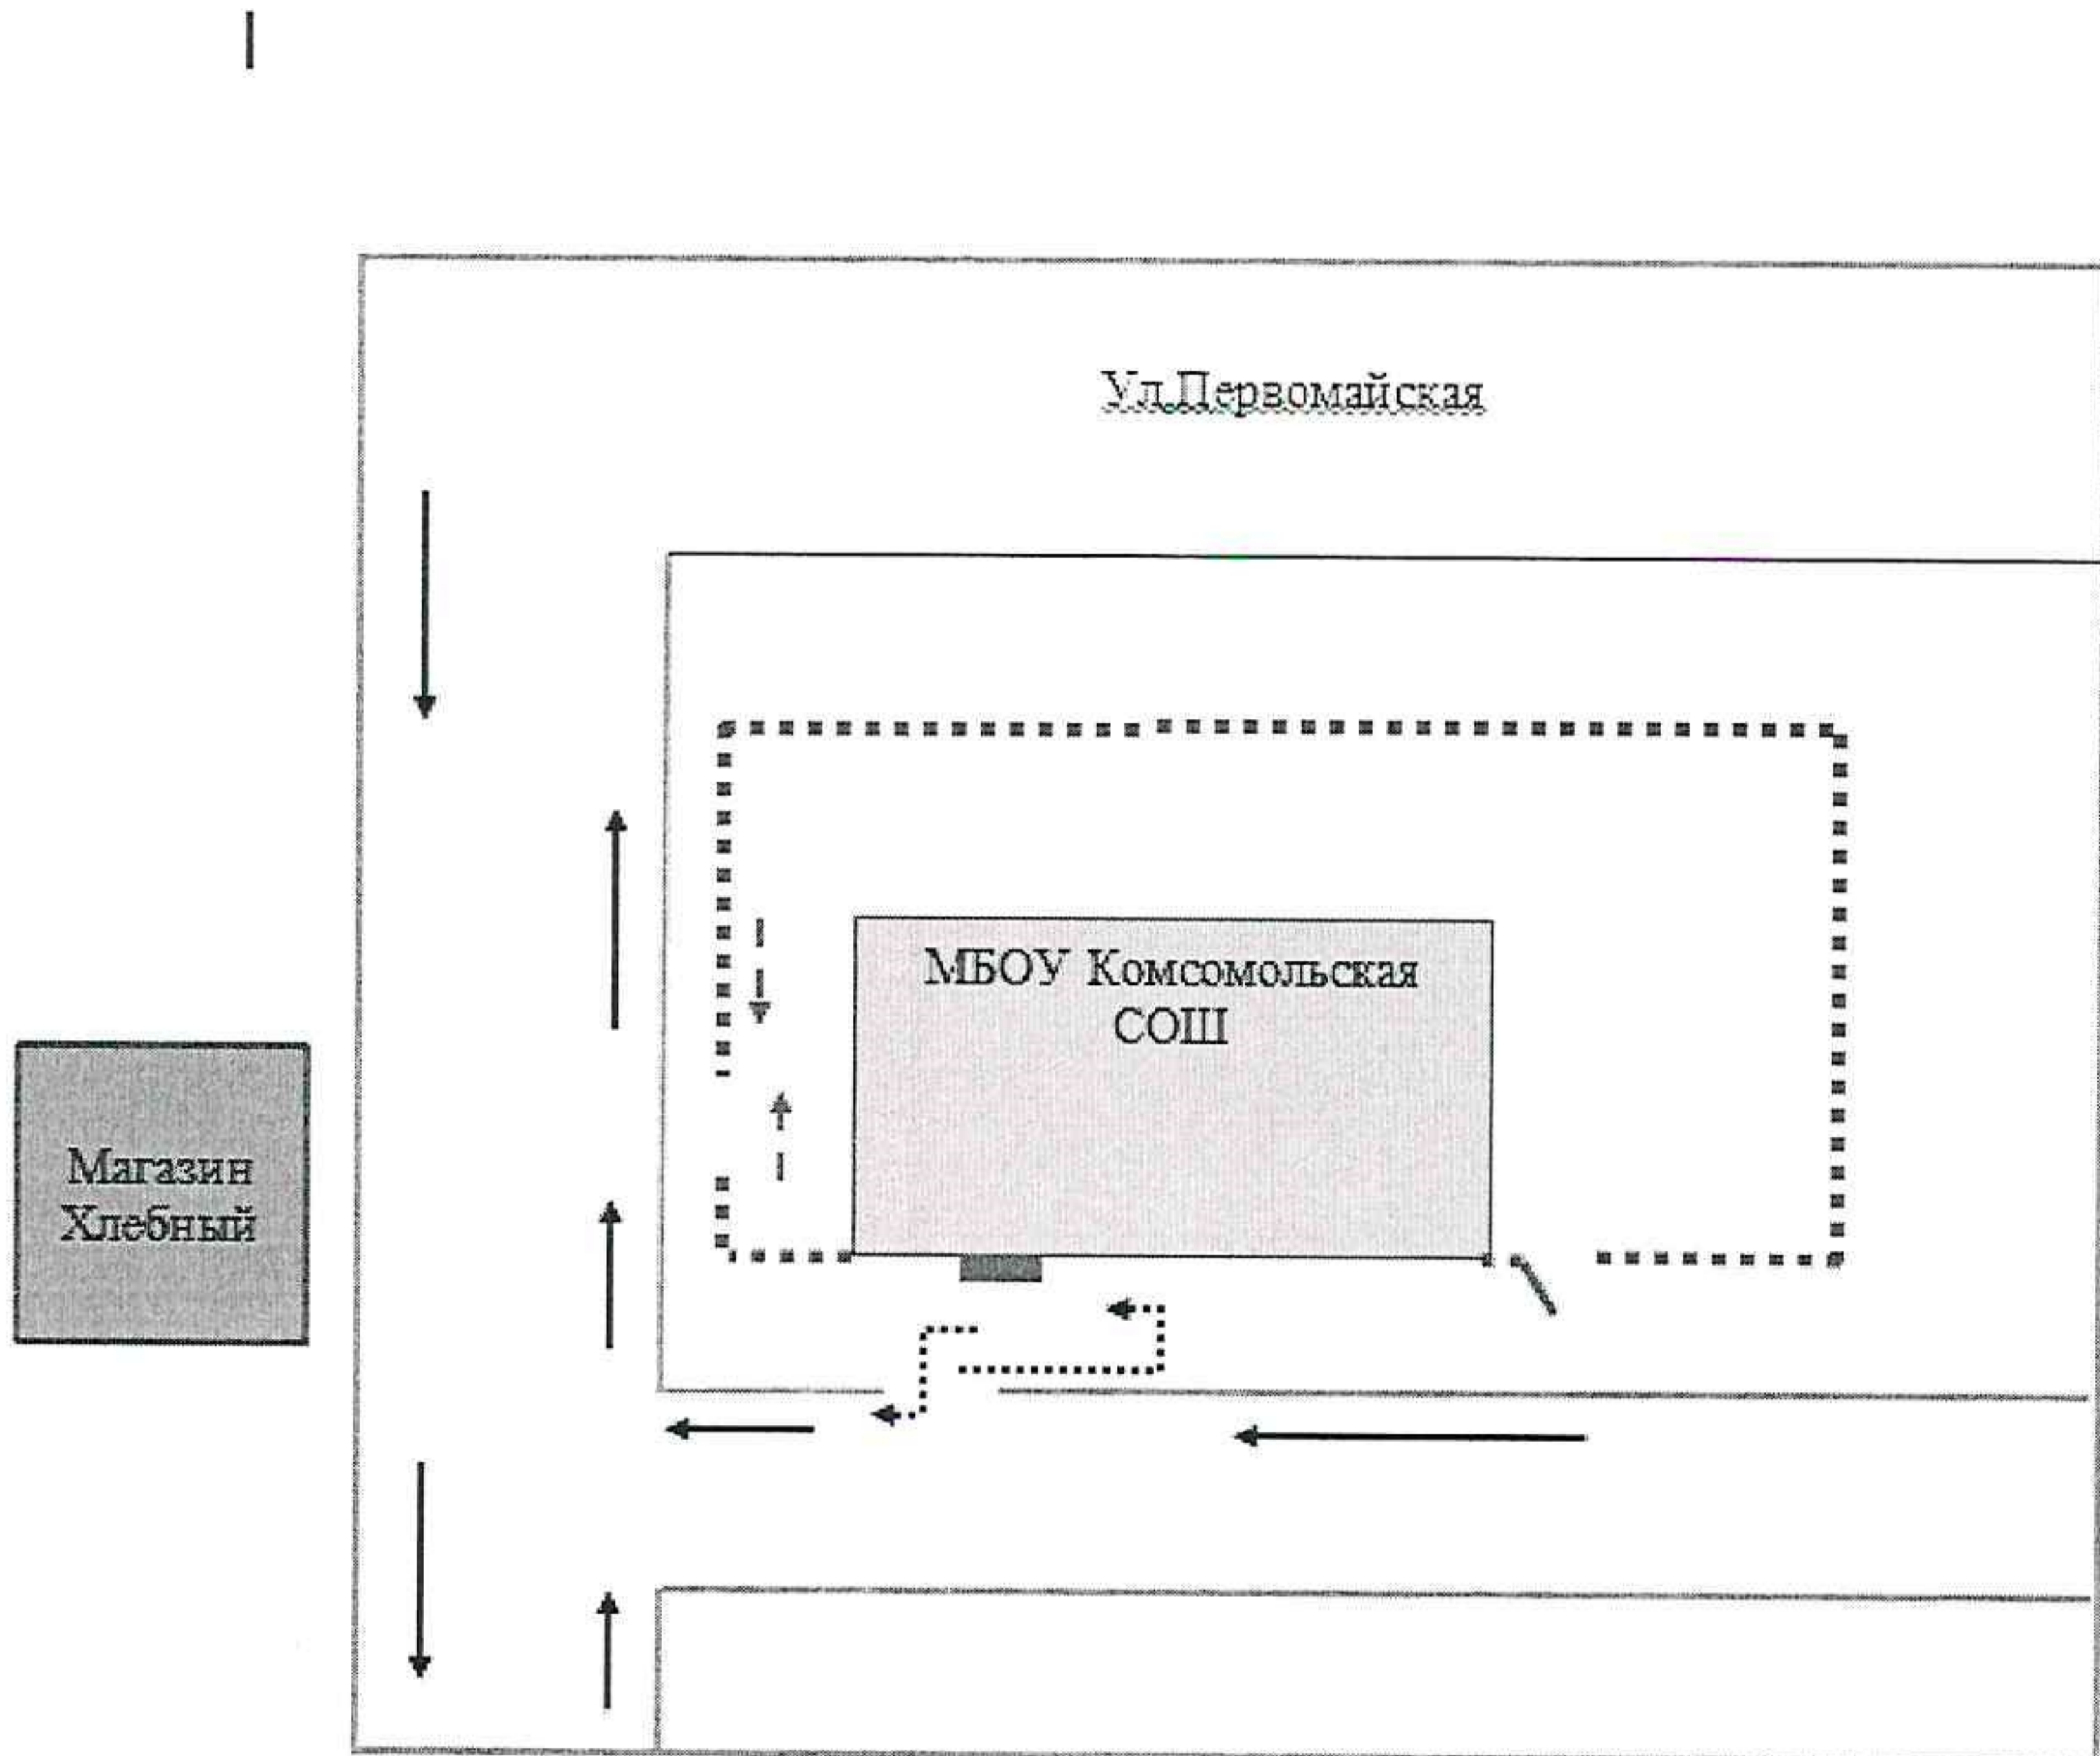 Ул.Первомайская
МБОУ Комсомольская
СОШ
Магазин
Хлебный